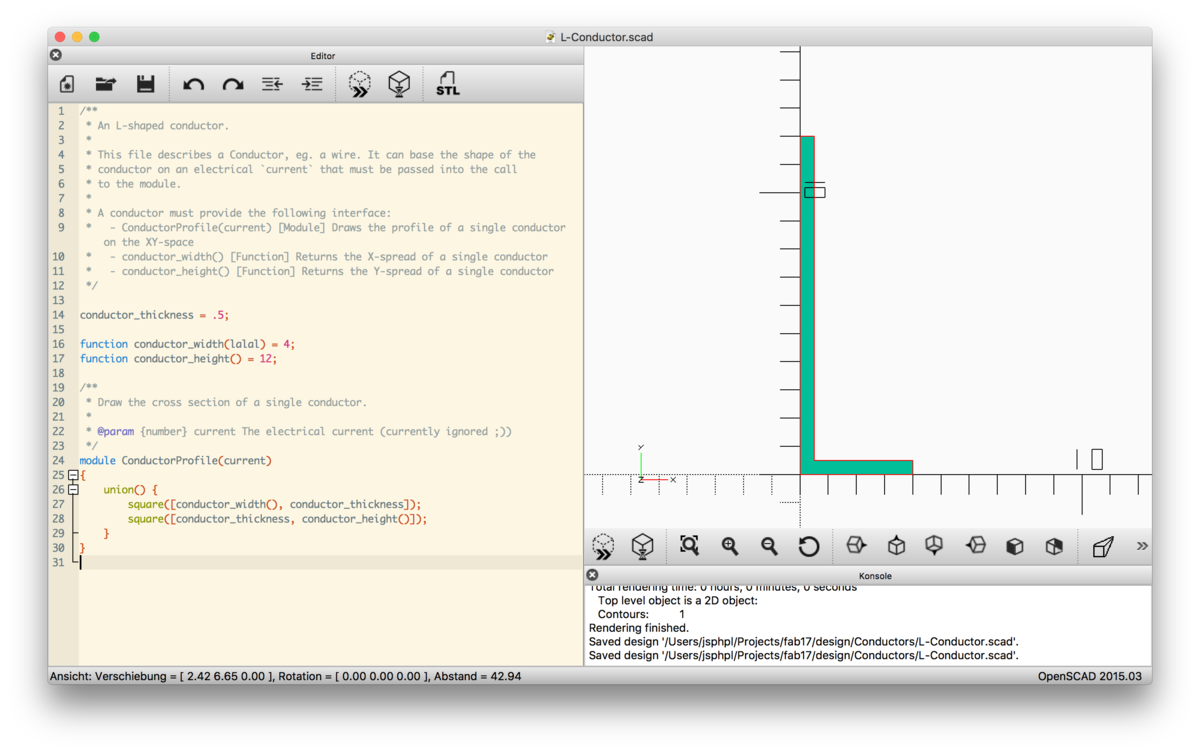 L-Conductor.scad
Editor
STL
1 /**
2  * An L-shaped conductor.
3  *
4  * This file describes a Conductor, eg. a wire. It can base the shape of the
5  * conductor on an electrical `current` that must be passed into the call
6  * to the module.
7  *
8  * A conductor must provide the following interface:
9  *   - ConductorProfile(current) [Module] Draws the profile of a single conductor
on the XY-space
10  *   - conductor_width() [Function] Returns the X-spread of a single conductor
11  *   - conductor_height() [Function] Returns the Y-spread of a single conductor
12  */
13
14 conductor_thickness = .5;
15
16 function conductor_width(lalal) = 4;
17 function conductor_height() = 12;
18
19 /**
20  * Draw the cross section of a single conductor.
21  *
22  * @param {number} current The electrical current (currently ignored ;))
23  */
24 module ConductorProfile(current)
25 {
26     union() {
27         square([conductor_width(), conductor_thickness]);
28         square([conductor_thickness, conductor_height()]);
29     }
30 }
31
Y
Z X
Konsole
Total rendering time: 0 hours, 0 minutes, 0 seconds
Top level object is a 2D object:
Contours: 1
Rendering finished.
Saved design '/Users/jsphpl/Projects/fab17/design/Conductors/L-Conductor.scad'.
Saved design '/Users/jsphpl/Projects/fab17/design/Conductors/L-Conductor.scad'.
Ansicht: Verschiebung = [ 2.42 6.65 0.00 ], Rotation = [ 0.00 0.00 0.00 ], Abstand = 42.94
OpenSCAD 2015.03